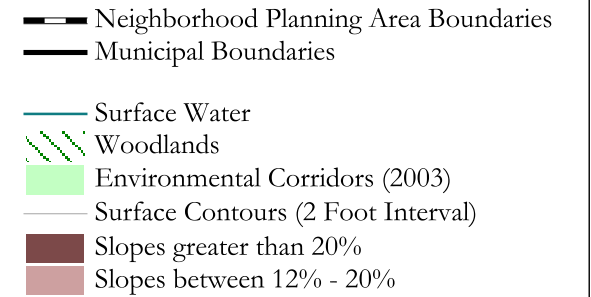 Neighborhood Planning Area Boundaries
Municipal Boundaries
Surface Water
Woodlands
Environmental Corridors (2003)
Surface Contours (2 Foot Interval)
Slopes greater than 20%
Slopes between 12% - 20%